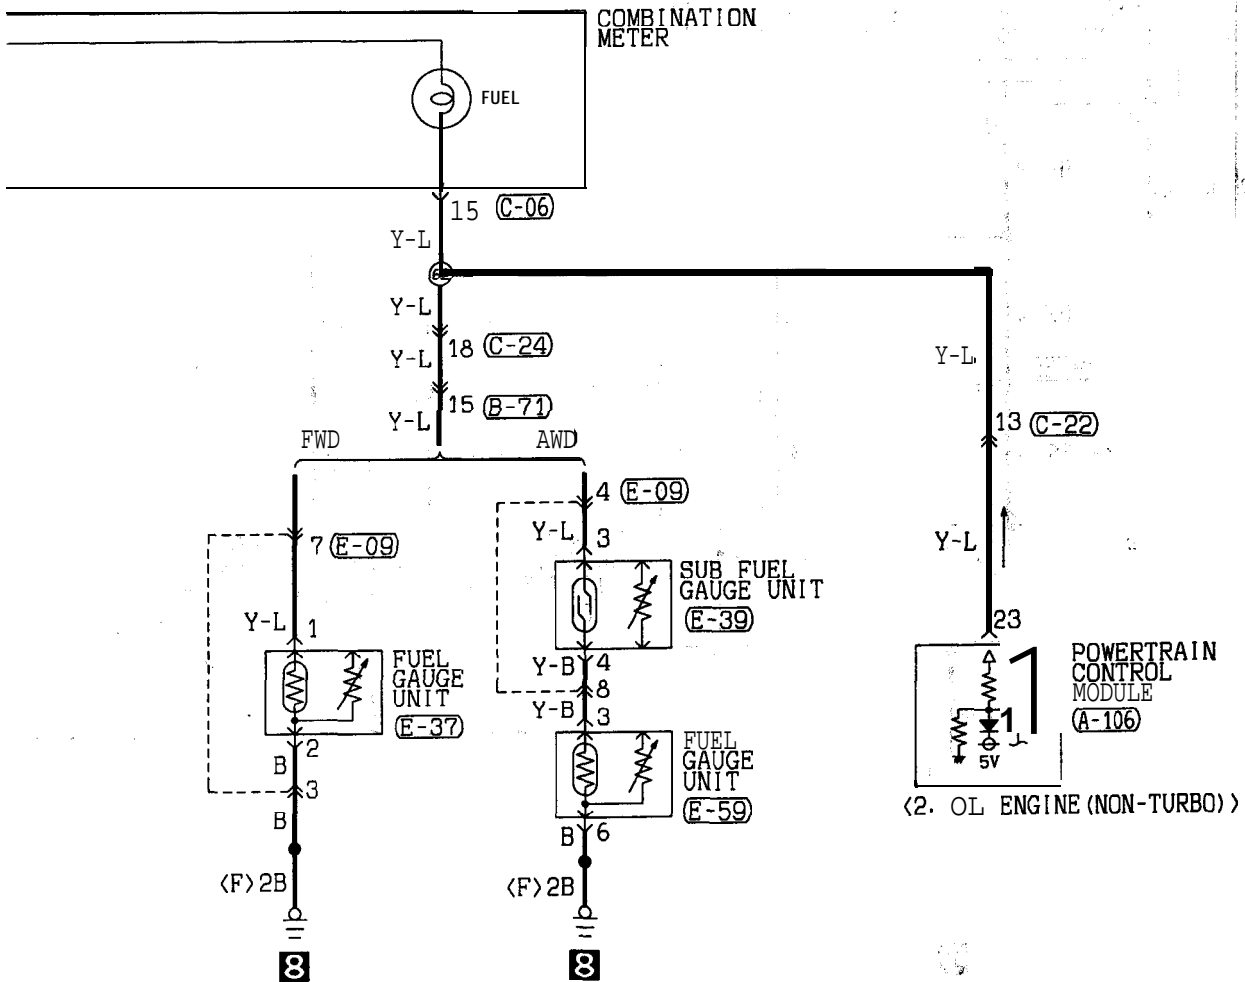 COMBINATION
METER
FUEL
15 (C-06)
Y-L
Y-L
18 (C-24)
Y-L
Y-L
15 (B-71)
Y-L
13 (C-22)
FWD
AWD
4 (E-09)
Y-L
3
Y-L
7 (E-09)
SUB FUEL
GAUGE UNIT
(E-39)
Y-L
1
23
FUEL
GAUGE
UNIT
(E-37)
Y-B
4
8
Y-B
3
POWERTRAIN
CONTROL
MODULE
(A-106)
1
1
5V
2
B
3
B
FUEL
GAUGE
UNIT
(E-59)
〈2. OL ENGINE (NON-TURBO)〉
B
6
〈F〉2B
〈F〉2B
8
8